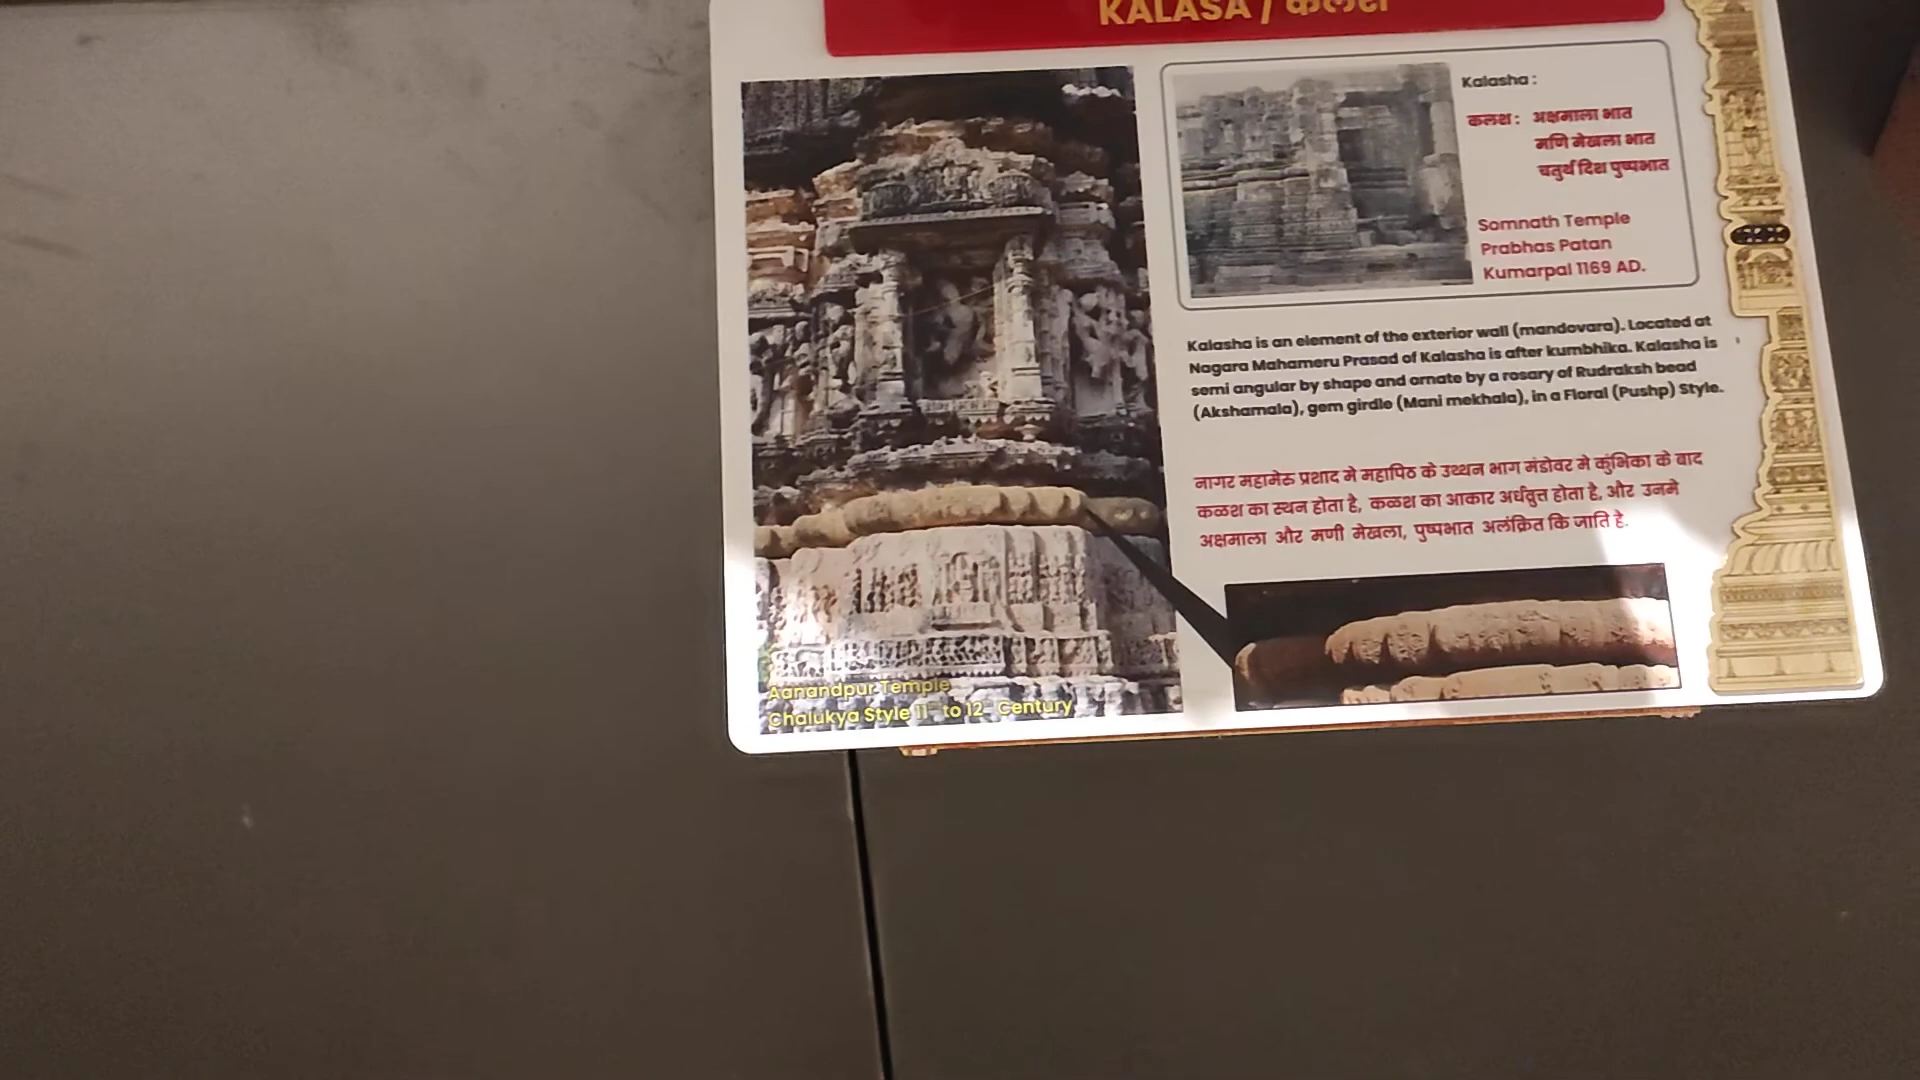 KALASA / कलश
Kalasha :
कलश : अक्षमाला भात
मणि मेखला भात
चतुर्थ दिश पुष्पभात
Somnath Temple
Prabhas Patan
Kumarpal 1169 AD.
Kalasha is an element of the exterior wall (mandovara). Located at
Nagara Mahameru Prasad of Kalasha is after kumbhika. Kalasha is
semi angular by shape and ornate by a rosary of Rudraksh bead
(Akshamala), gem girdle (Mani mekhala), in a Floral (Pushp) Style.
नागर महामेरु प्रशाद मे महापिठ के उथ्थन भाग मंडोवर मे कुंभिका के बाद
कळश का स्थन होता है, कळश का आकार अर्धवृत्त होता है, और उनमे
अक्षमाला और मणी मेखला, पुष्पभात अलंक्रित कि जाति है.
Aanandpur Temple
Chalukya Style 11th to 12th Century